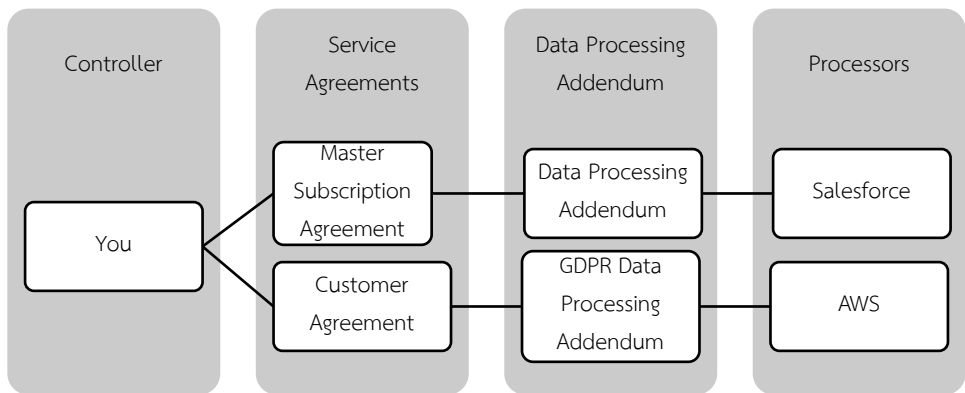 Controller
Service
Agreements
Data Processing
Addendum
Processors
You
Master
Subscription
Agreement
Data Processing
Addendum
Salesforce
Customer
Agreement
GDPR Data
Processing
Addendum
AWS